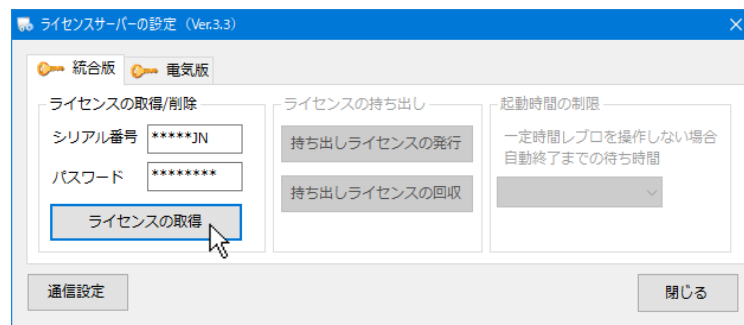 ライセンスサーバーの設定（Ver.3.3）
統合版
電気版
ライセンスの取得/削除
シリアル番号 *****JN
パスワード ********
ライセンスの取得
ライセンスの持ち出し
持ち出しライセンスの発行
持ち出しライセンスの回収
起動時間の制限
一定時間レブロを操作しない場合
自動終了までの待ち時間
通信設定
閉じる